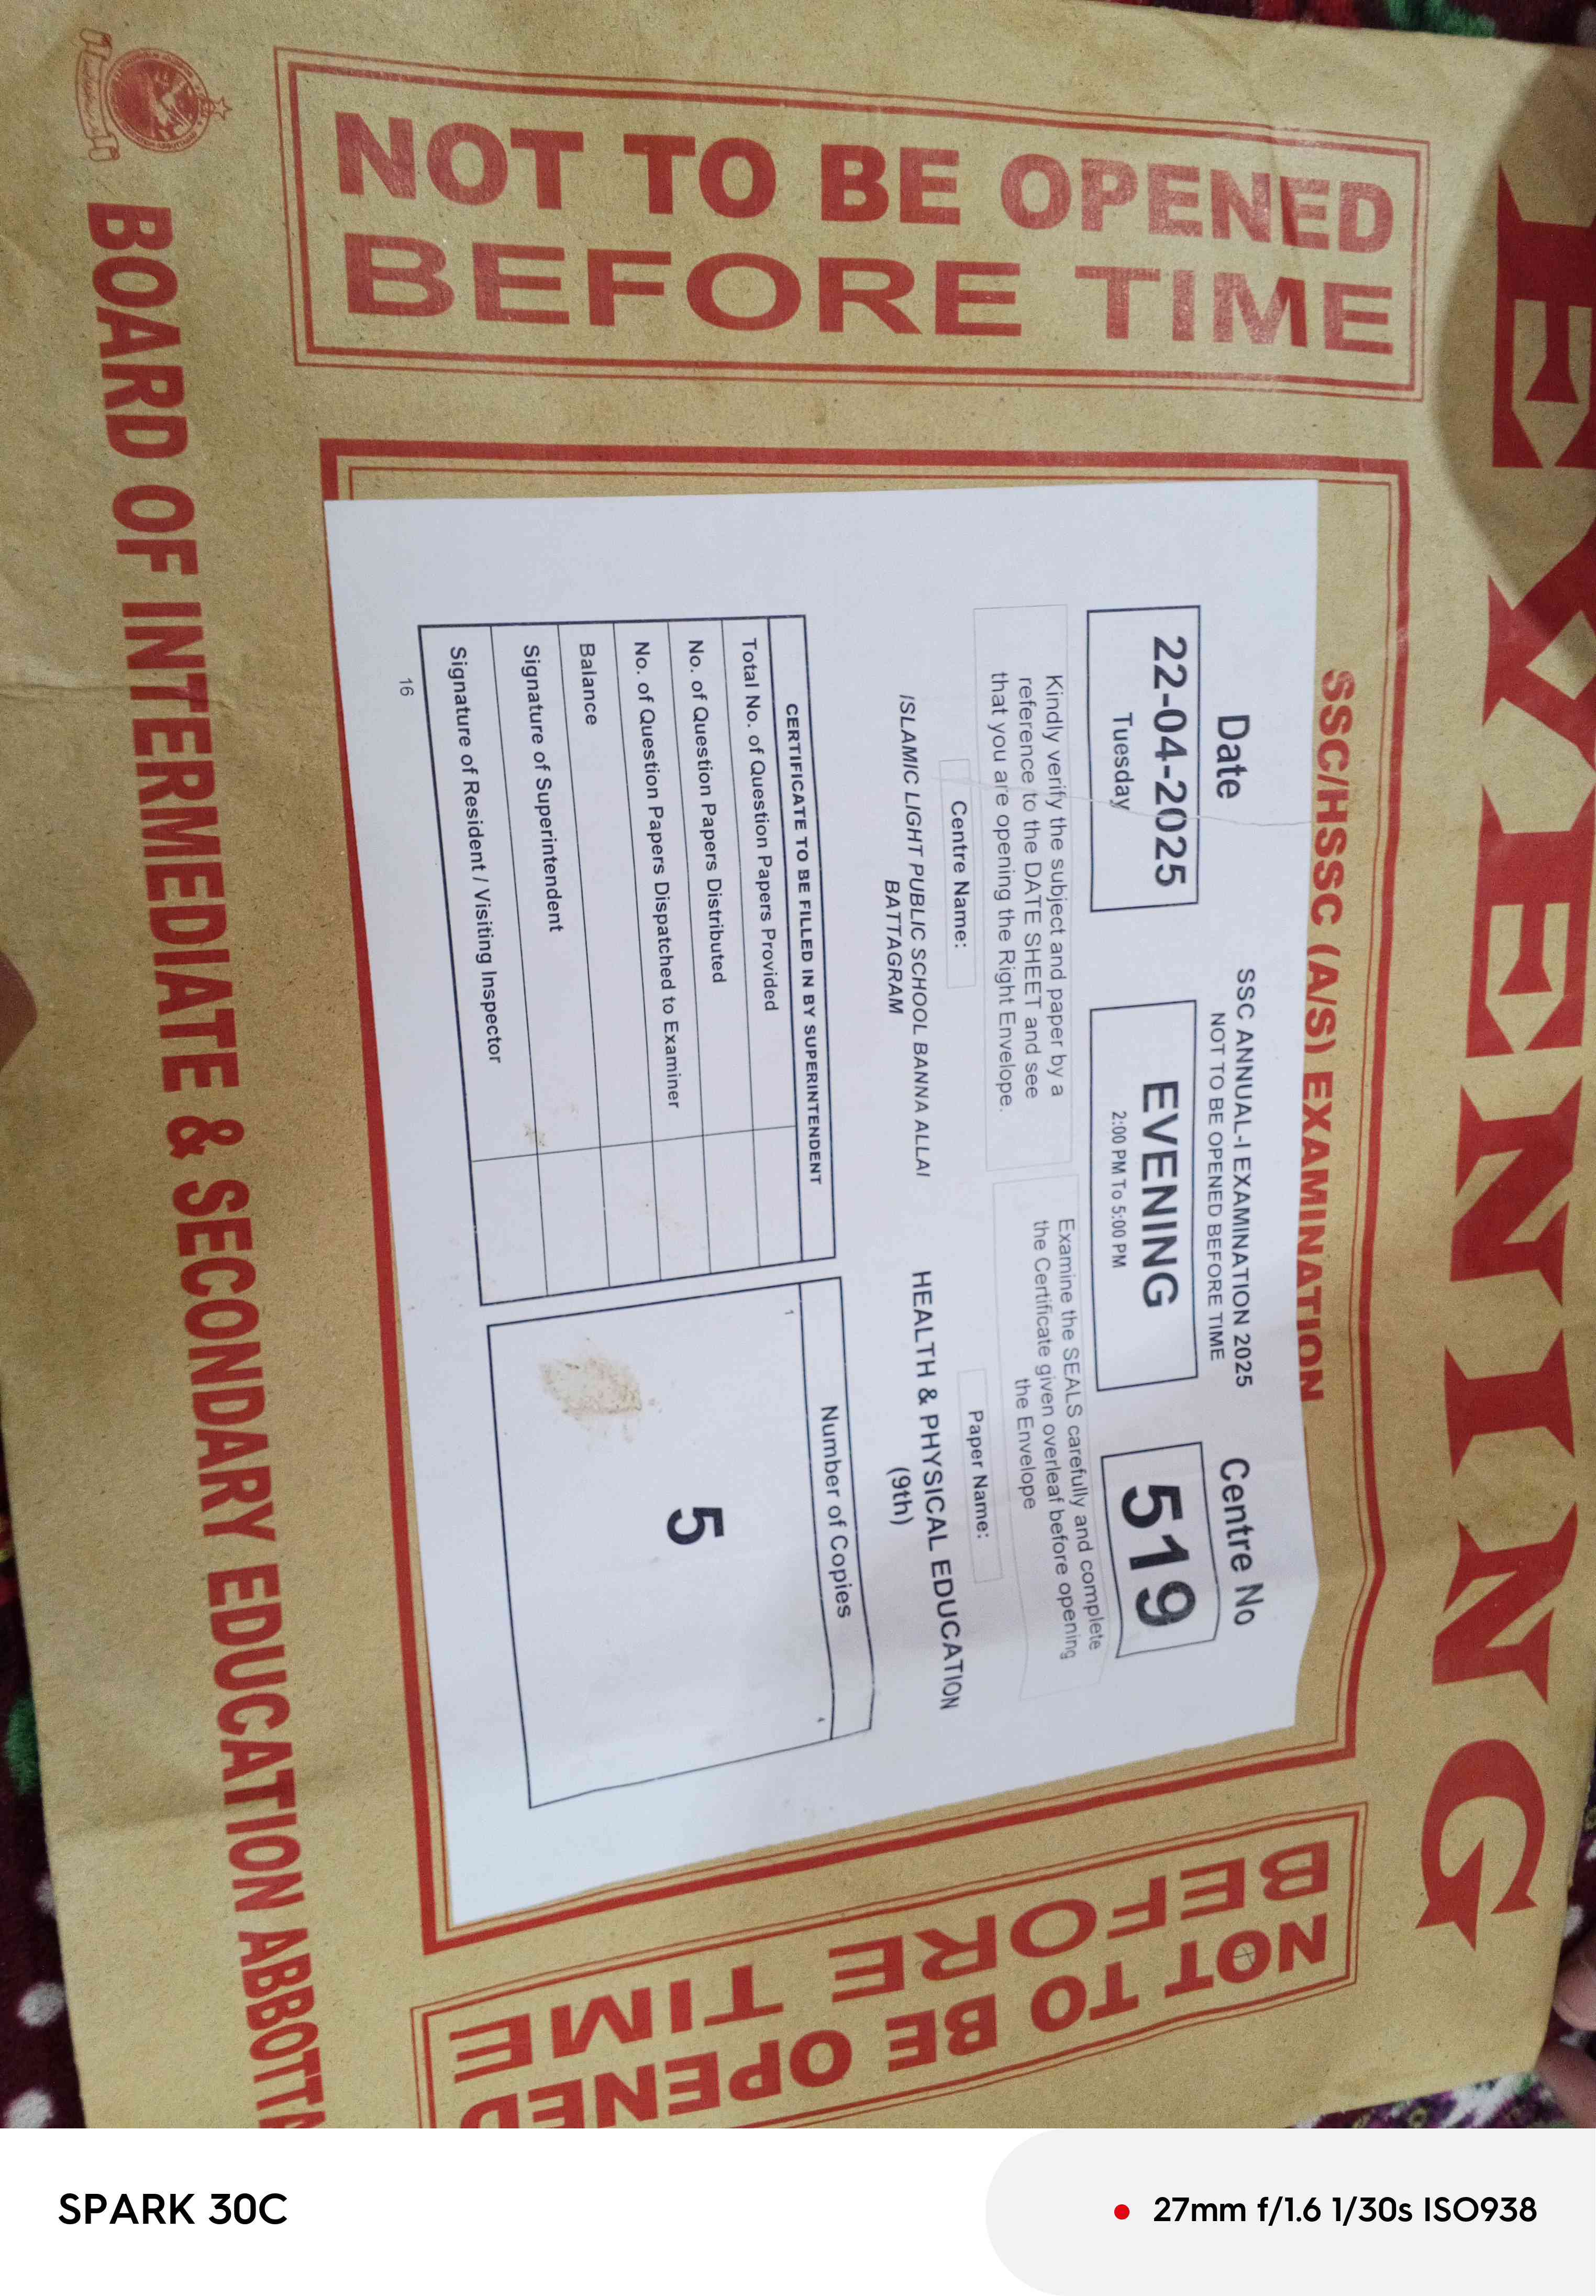 EVENING
SSC/HSSC (A/S) EXAMINATION
NOT TO BE OPENED
BEFORE TIME
Date
SSC ANNUAL-I EXAMINATION 2025
NOT TO BE OPENED BEFORE TIME
Centre No
22-04-2025
Tuesday
EVENING
2:00 PM To 5:00 PM
519
Kindly verify the subject and paper by a
reference to the DATE SHEET and see
that you are opening the Right Envelope.
Examine the SEALS carefully and complete
the Certificate given overleaf before opening
the Envelope
Centre Name:
Paper Name:
ISLAMIC LIGHT PUBLIC SCHOOL BANNA ALLAI
BATTAGRAM
HEALTH & PHYSICAL EDUCATION
(9th)
CERTIFICATE TO BE FILLED IN BY SUPERINTENDENT
Total No. of Question Papers Provided
No. of Question Papers Distributed
No. of Question Papers Dispatched to Examiner
Balance
Signature of Superintendent
Signature of Resident / Visiting Inspector
16
Number of Copies
5
NOT TO BE OPENED
BEFORE TIME
BOARD OF INTERMEDIATE & SECONDARY EDUCATION ABBOTTA
SPARK 30C
27mm f/1.6 1/30s ISO938